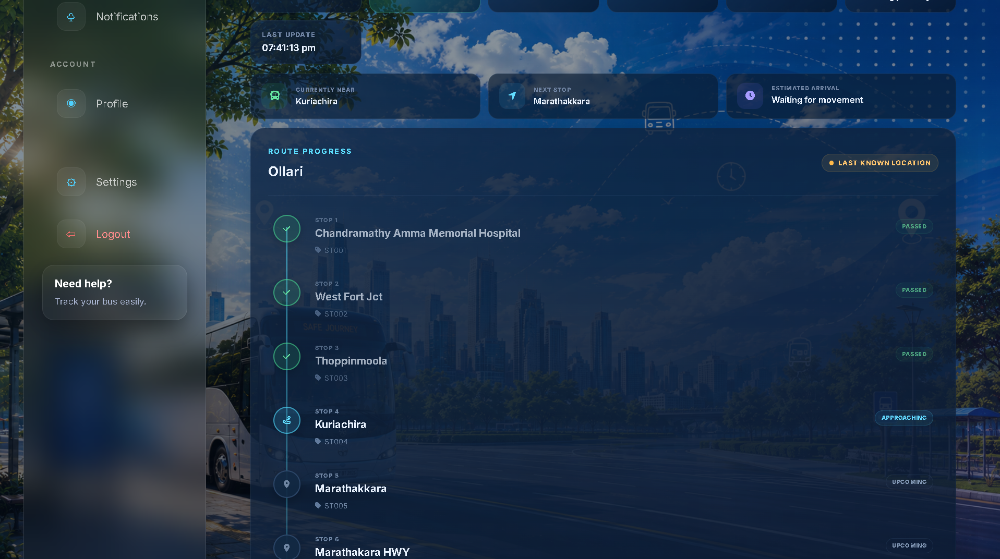 Notifications
ACCOUNT
Profile
Settings
Logout
Need help?
Track your bus easily.
LAST UPDATE
07:41:13 pm
CURRENTLY NEAR
Kuriachira
NEXT STOP
Marathakkara
ESTIMATED ARRIVAL
Waiting for movement
ROUTE PROGRESS
Ollari
LAST KNOWN LOCATION
STOP 1
Chandramathy Amma Memorial Hospital
ST001
PASSED
STOP 2
West Fort Jct
ST002
PASSED
SAFE JOURNEY
STOP 3
Thoppinmoola
ST003
PASSED
STOP 4
Kuriachira
ST004
APPROACHING
STOP 5
Marathakkara
ST005
UPCOMING
STOP 6
Marathakara HWY
UPCOMING